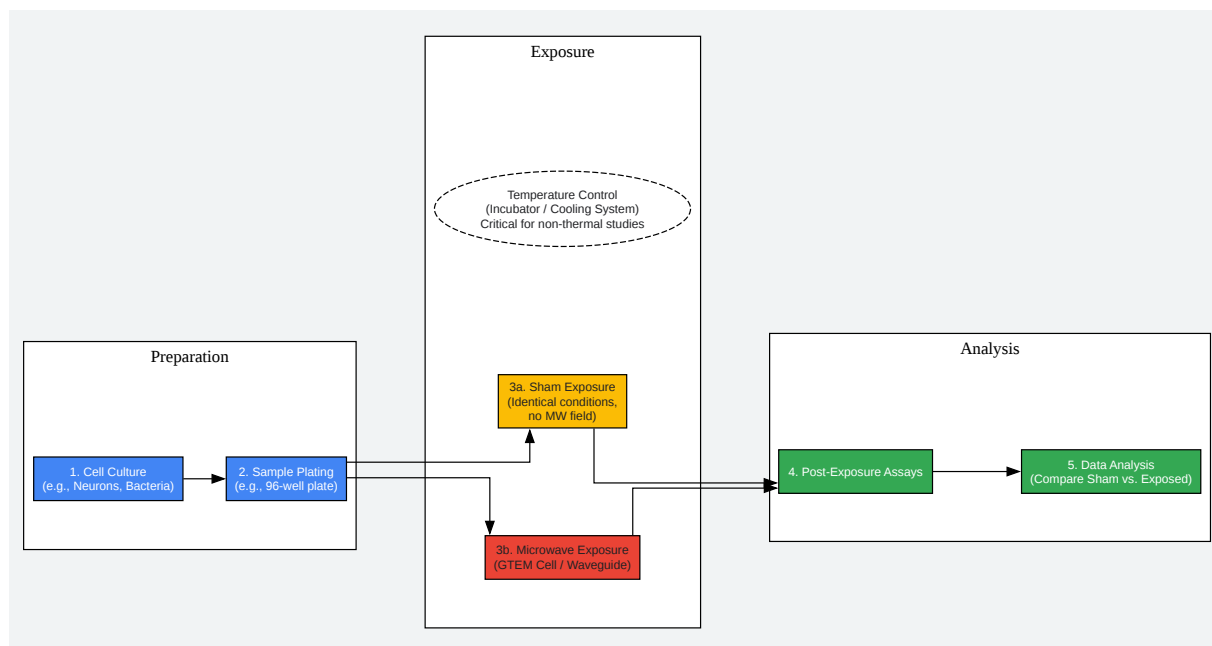 Preparation
1. Cell Culture
(e.g., Neurons, Bacteria)
2. Sample Plating
(e.g., 96-well plate)
Exposure
Temperature Control
(Incubator / Cooling System)
Critical for non-thermal studies
3a. Sham Exposure
(Identical conditions,
no MW field)
3b. Microwave Exposure
(GTEM Cell / Waveguide)
Analysis
4. Post-Exposure Assays
5. Data Analysis
(Compare Sham vs. Exposed)